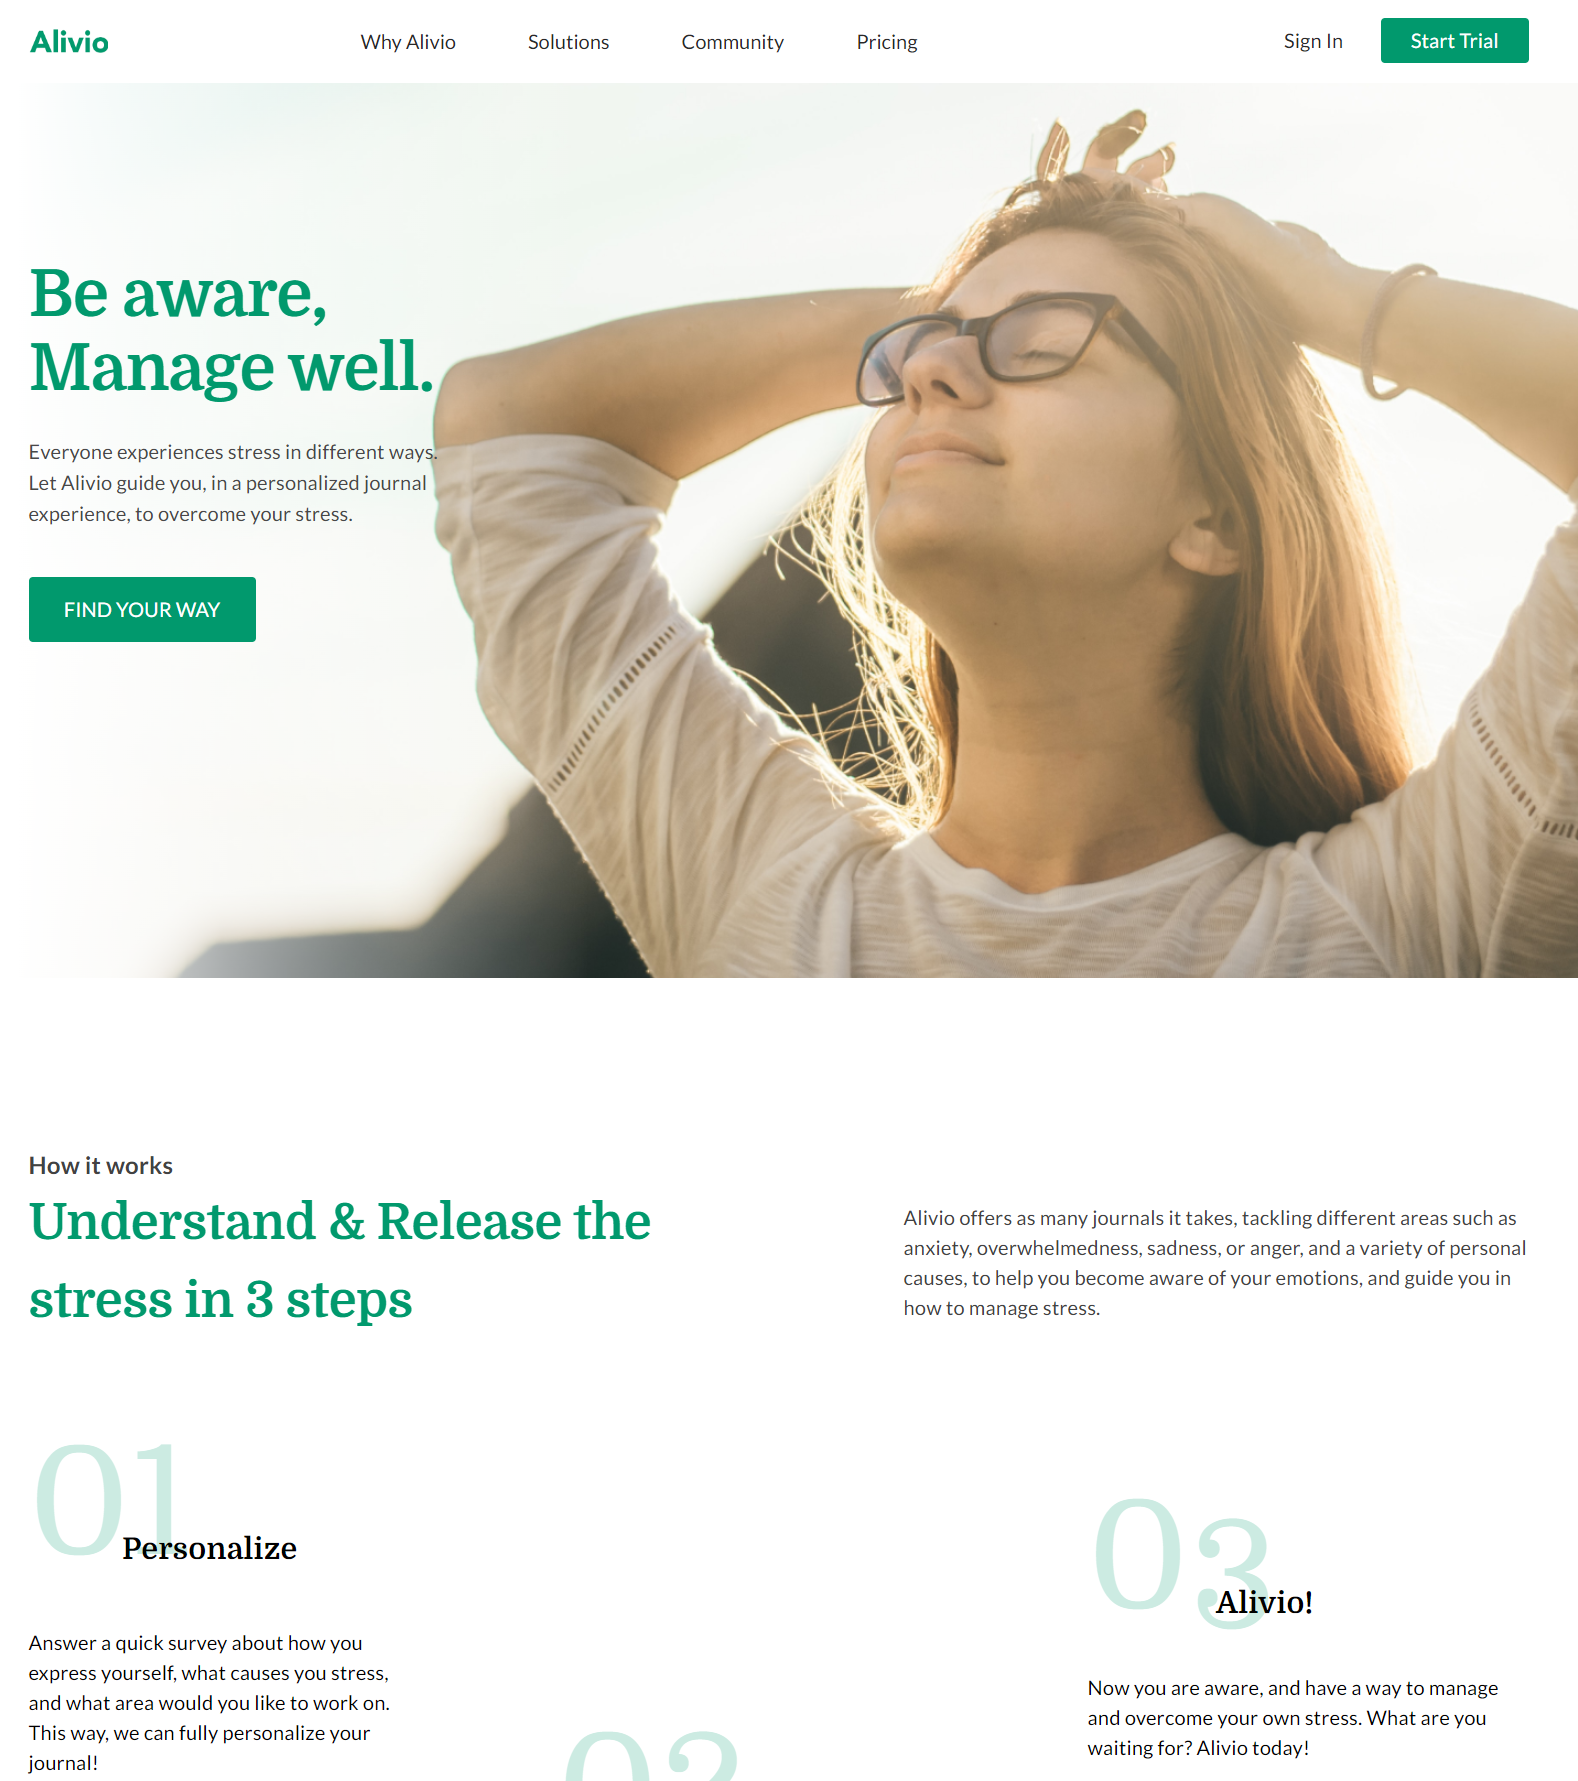 Alivio
Why Alivio
Solutions
Community
Pricing
Sign In
Start Trial
Be aware,
Manage well.
Everyone experiences stress in different ways.
Let Alivio guide you, in a personalized journal
experience, to overcome your stress.
FIND YOUR WAY
How it works
Understand & Release the
stress in 3 steps
Alivio offers as many journals it takes, tackling different areas such as
anxiety, overwhelmedness, sadness, or anger, and a variety of personal
causes, to help you become aware of your emotions, and guide you in
how to manage stress.
01
Personalize
Answer a quick survey about how you
express yourself, what causes you stress,
and what area would you like to work on.
This way, we can fully personalize your
journal!
02
03
Alivio!
Now you are aware, and have a way to manage
and overcome your own stress. What are you
waiting for? Alivio today!